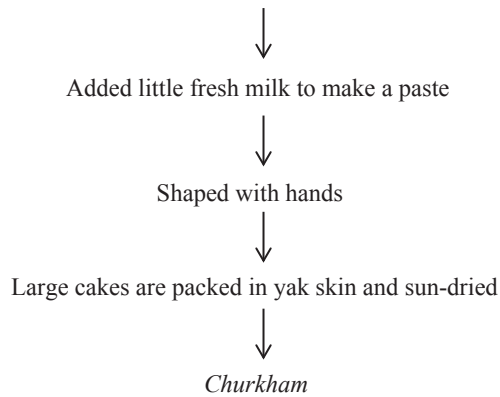 Added little fresh milk to make a paste
Shaped with hands
Large cakes are packed in yak skin and sun-dried
Churkham